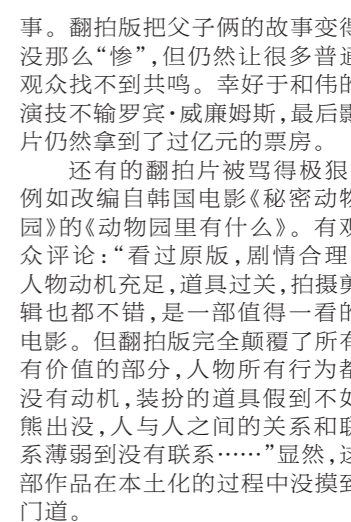 事。翻拍版把父子俩的故事变得
没那么“惨”，但仍然让很多普通
观众找不到共鸣。幸好于和伟的
演技不输罗宾·威廉姆斯，最后影
片仍然拿到了过亿元的票房。
还有的翻拍片被骂得极狠
例如改编自韩国电影《秘密动物
园》的《动物园里有什么》。有观
众评论：“看过原版，剧情合理
人物动机充足，道具过关，拍摄剪
辑也都不错，是一部值得一看的
电影。但翻拍版完全颠覆了所有
有价值的部分，人物所有行为都
没有动机，装扮的道具假到不如
熊出没，人与人之间的关系和联
系薄弱到没有联系……”显然，这
部作品在本土化的过程中没摸到
门道。